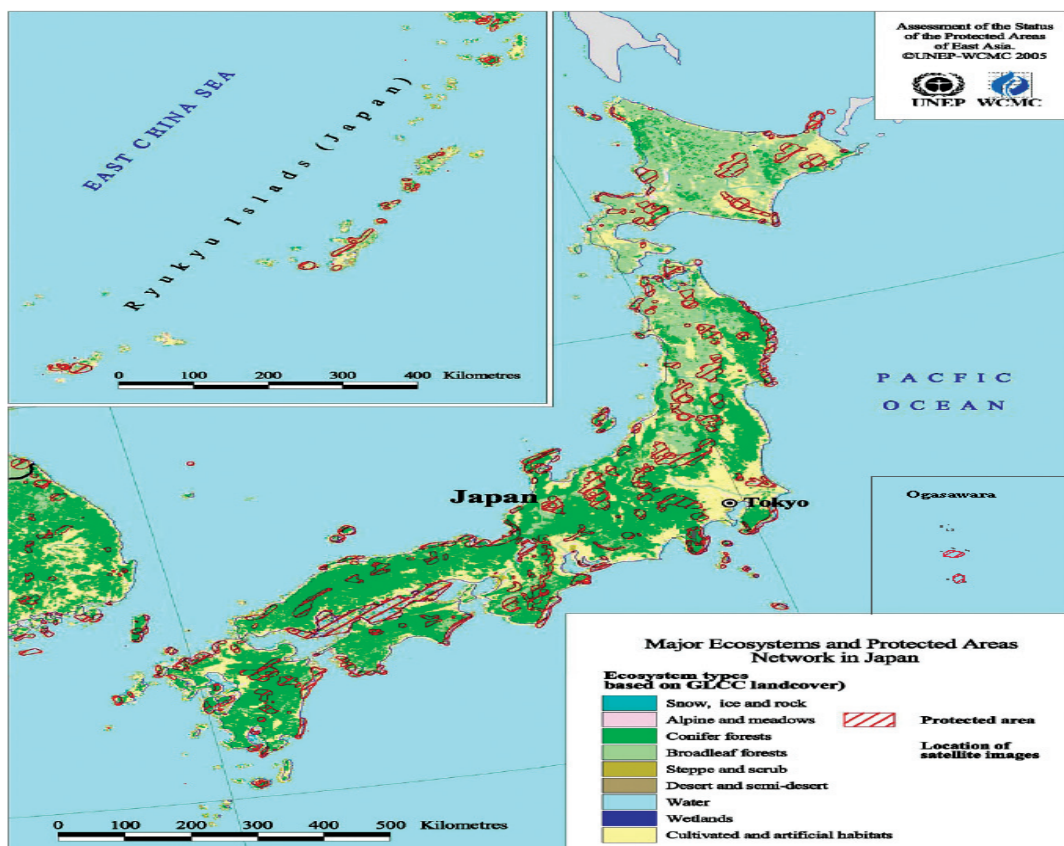 Assessment of the Status
of the Protected Areas
of East Asia.
©UNEP-WCMC 2005
UNEP WCMC
EAST CHINA SEA
Ryukyu Islads (Japan)
0 100 200 300 400 Kilometres
PACFIC
OCEAN
Japan
Tokyo
Ogasawara
Major Ecosystems and Protected Areas
Network in Japan
Ecosystem types
based on GLCC landcover)
Snow, ice and rock
Alpine and meadows
Conifer forests
Broadleaf forests
Steppe and scrub
Desert and semi-desert
Water
Wetlands
Cultivated and artificial habitats
Protected area
Location of
satellite images
0 100 200 300 400 500 Kilometres